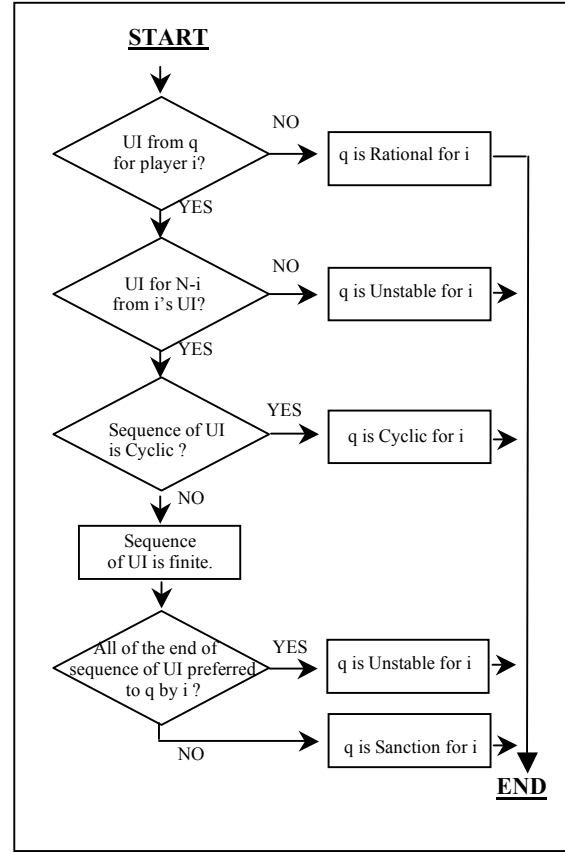 START
UI from q
for player i?
NO
q is Rational for i
YES
UI for N-i
from i’s UI?
NO
q is Unstable for i
YES
Sequence of UI
is Cyclic ?
YES
q is Cyclic for i
NO
Sequence
of UI is finite.
All of the end of
sequence of UI preferred
to q by i ?
YES
q is Unstable for i
NO
q is Sanction for i
END